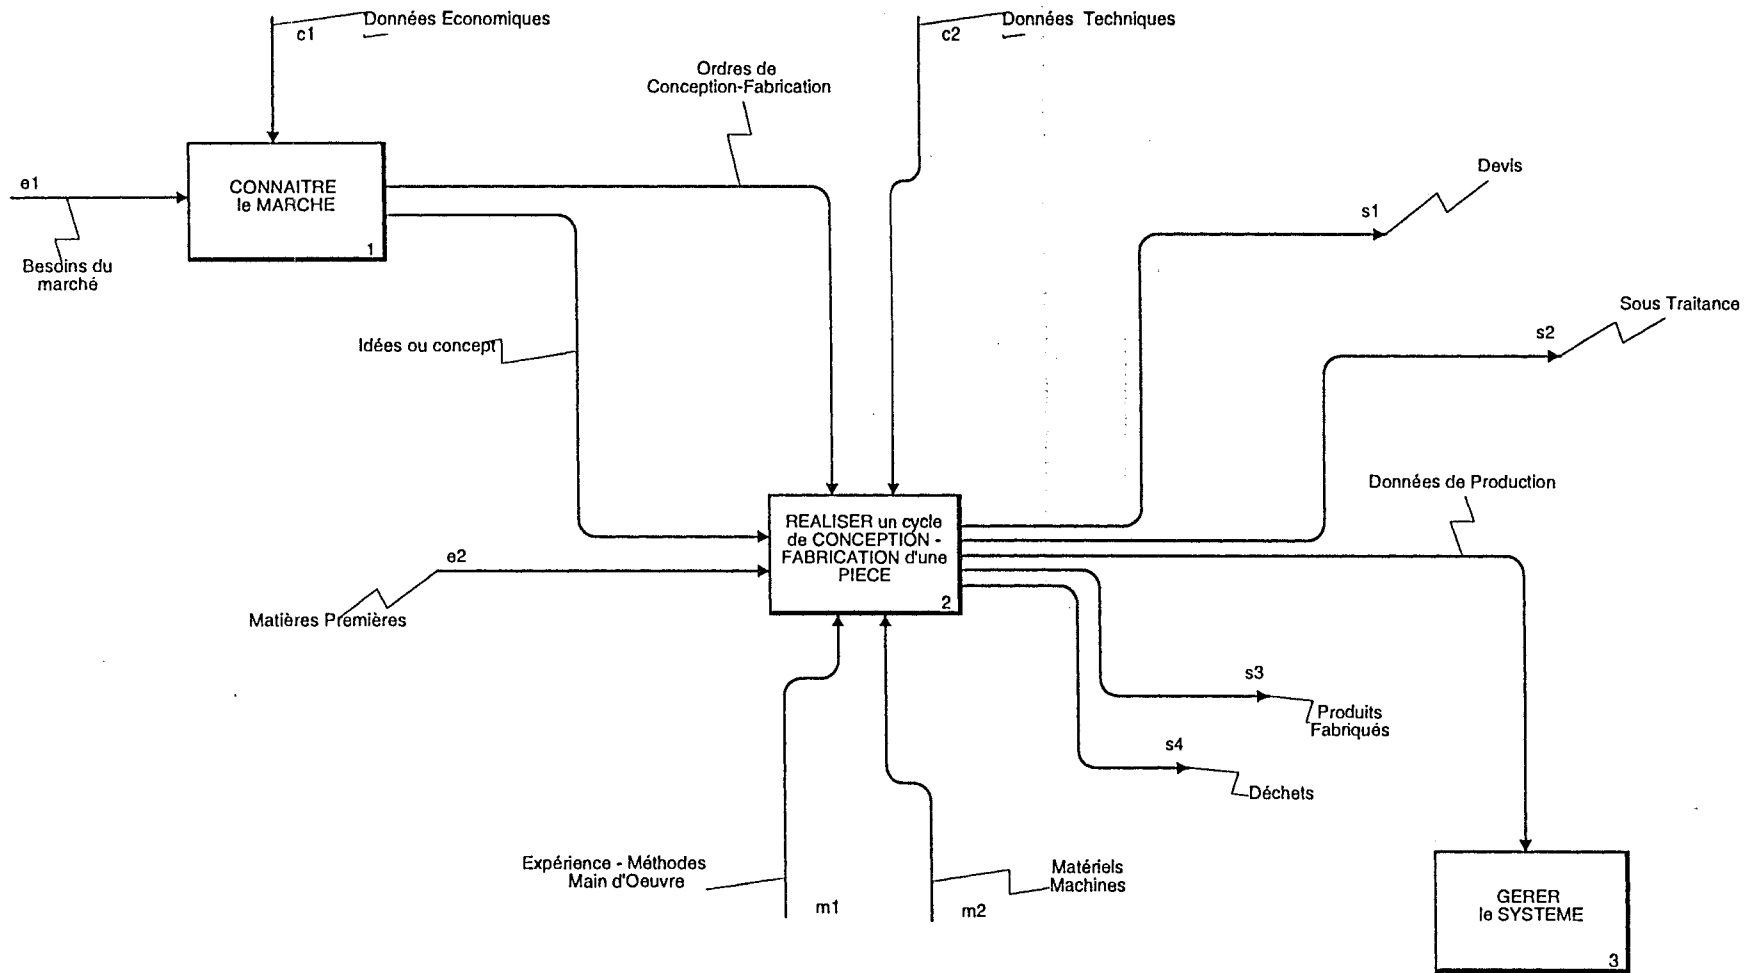 Données Economiques
c1
Données Techniques
c2
Ordres de
Conception-Fabrication
e1
CONNAITRE
le MARCHE
1
Besoins du
marché
Devis
s1
Sous Traitance
s2
Idées ou concept
Données de Production
REALISER un cycle
de CONCEPTION -
FABRICATION d'une
PIECE
2
e2
Matières Premières
s3
Produits
Fabriqués
s4
Déchets
Expérience - Méthodes
Main d'Oeuvre
m1
Matériels
Machines
m2
GERER
le SYSTEME
3